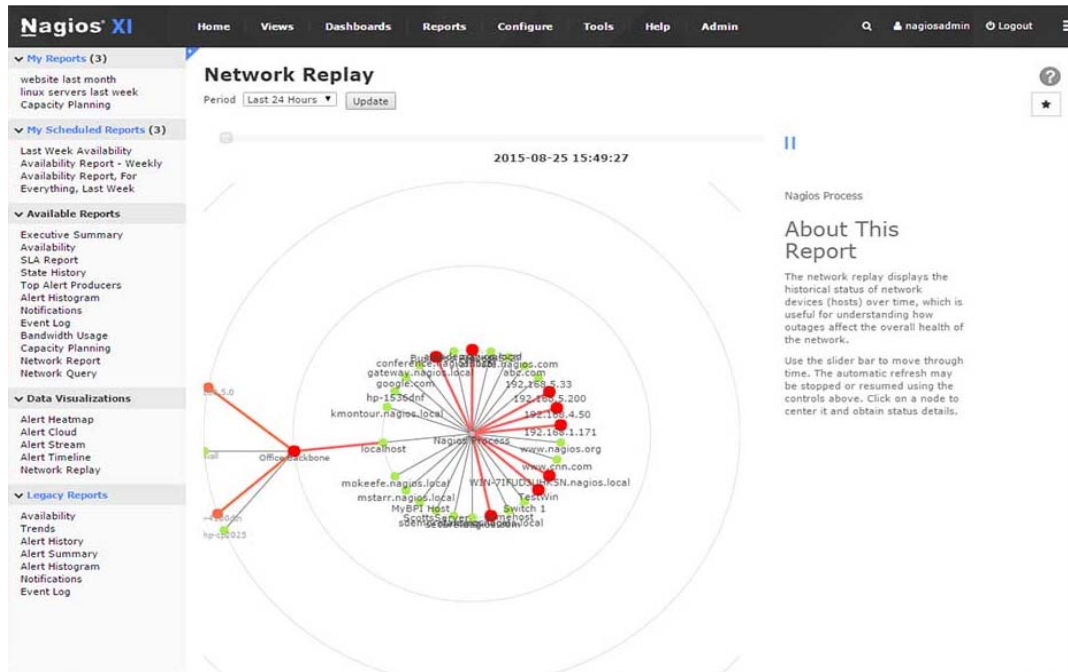 Nagios XI
Home Views Dashboards Reports Configure Tools Help Admin
nagiosadmin Logout
My Reports (3)
website last month
linux servers last week
Capacity Planning
My Scheduled Reports (3)
Last Week Availability
Availability Report - Weekly
Availability Report, For
Everything, Last Week
Available Reports
Executive Summary
Availability
SLA Report
State History
Top Alert Producers
Alert Histogram
Notifications
Event Log
Bandwidth Usage
Capacity Planning
Network Report
Network Query
Data Visualizations
Alert Heatmap
Alert Cloud
Alert Stream
Alert Timeline
Network Replay
Legacy Reports
Availability
Trends
Alert History
Alert Summary
Alert Histogram
Notifications
Event Log
Network Replay
Period Last 24 Hours Update
2015-08-25 15:49:27
gateway.nagios.local
abc.com
google.com
192.168.5.33
hp-1536dnf
192.168.5.200
kmontour.nagios.local
192.168.4.50
192.168.1.171
Nagios Process
localhost
www.nagios.org
Office Backbone
www.cnn.com
mokeefe.nagios.local
mstarr.nagios.local
TestWin
MyBPI Host
Switch 1
ScottsServer
hp-cp2025
Nagios Process
About This
Report
The network replay displays the
historical status of network
devices (hosts) over time, which is
useful for understanding how
outages affect the overall health of
the network.
Use the slider bar to move through
time. The automatic refresh may
be stopped or resumed using the
controls above. Click on a node to
center it and obtain status details.